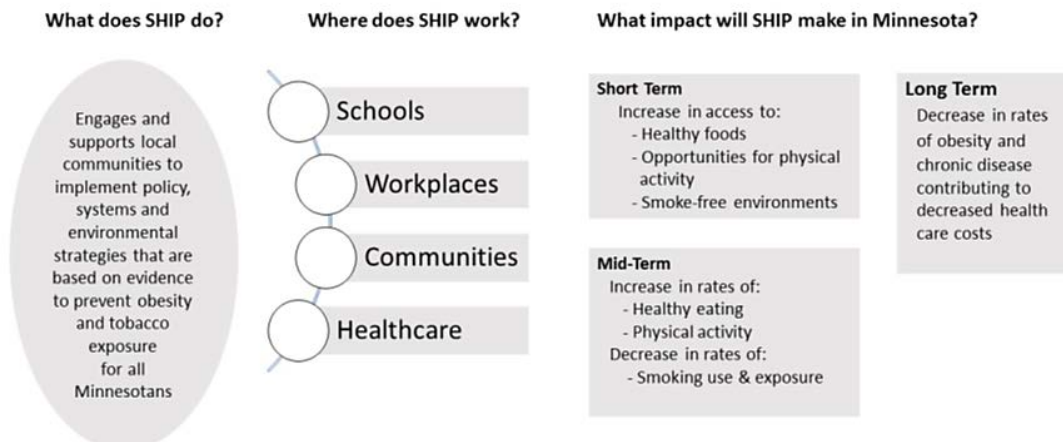 What does SHIP do?
Engages and
supports local
communities to
implement policy,
systems and
environmental
strategies that are
based on evidence
to prevent obesity
and tobacco
exposure
for all
Minnesotans
Where does SHIP work?
Schools
Workplaces
Communities
Healthcare
What impact will SHIP make in Minnesota?
Short Term
Increase in access to:
- Healthy foods
- Opportunities for physical
activity
- Smoke-free environments
Mid-Term
Increase in rates of:
- Healthy eating
- Physical activity
Decrease in rates of:
- Smoking use & exposure
Long Term
Decrease in rates
of obesity and
chronic disease
contributing to
decreased health
care costs